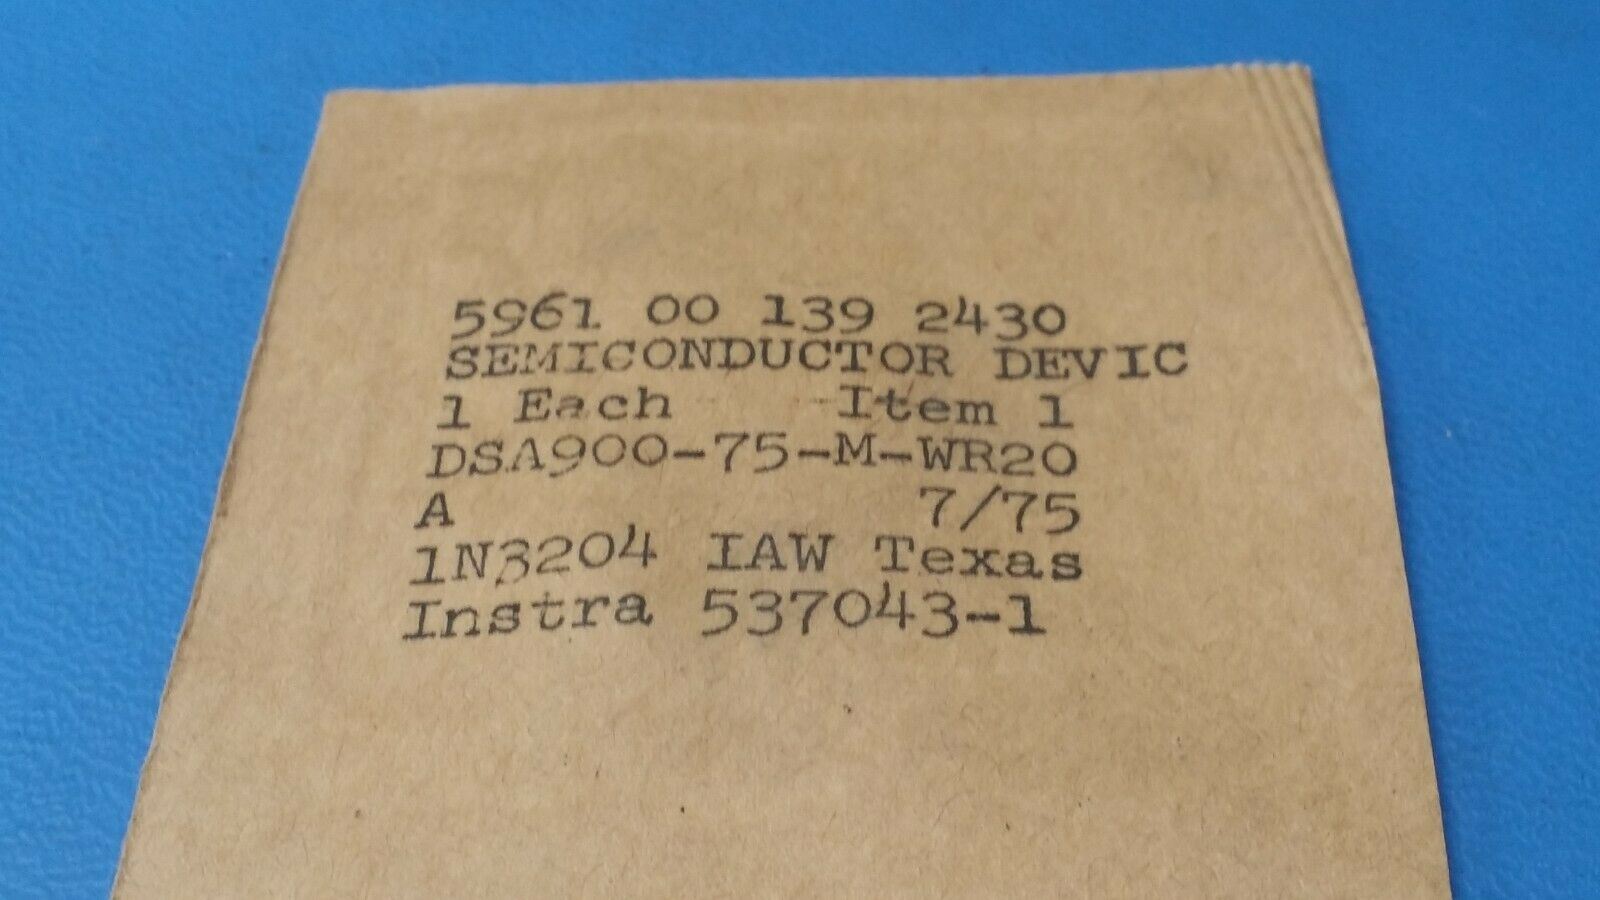 5961 00 139 2430
SEMICONDUCTOR DEVIC
1 Each Item 1
DSA900-75-M-WR20
A 7/75
1N3204 IAW Texas
Instra 537043-1